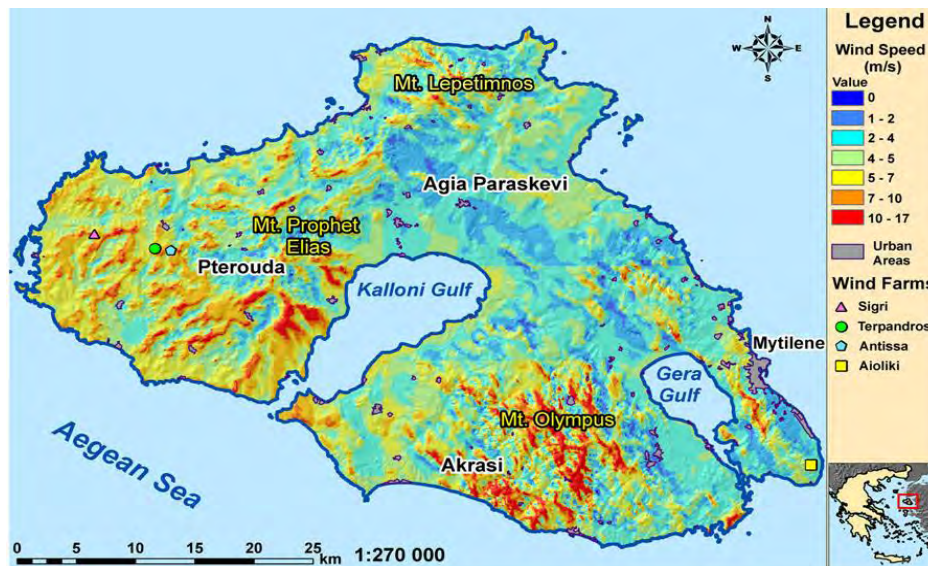 N
W
E
S
Mt. Lepetimnos
Agia Paraskevi
Mt. Prophet
Elias
Pterouda
Kalloni Gulf
Mytilene
Gera
Gulf
Mt. Olympus
Akrasi
Aegean Sea
0 5 10 15 20 25
km
1:270 000
Legend
Wind Speed
(m/s)
Value
0
1 - 2
2 - 4
4 - 5
5 - 7
7 - 10
10 - 17
Urban
Areas
Wind Farms
Sigri
Terpandros
Antissa
Aioliki